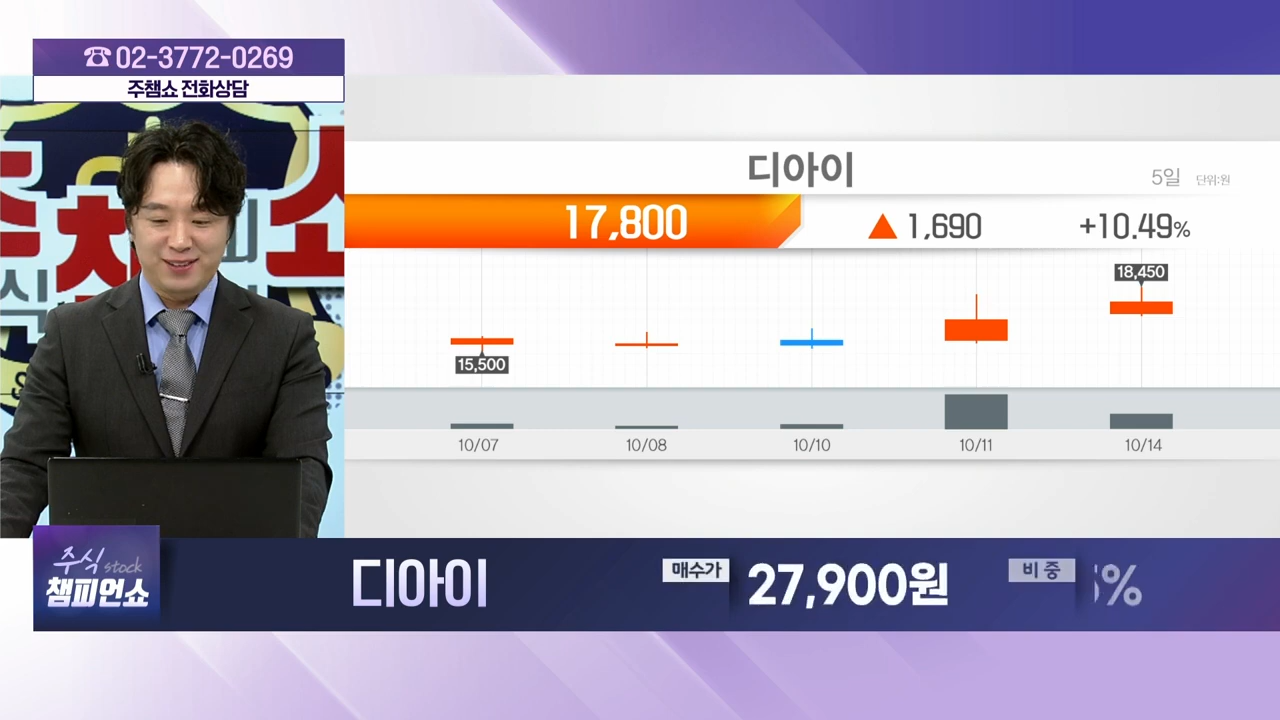 ☎02-3772-0269
주챔쇼 전화상담
디아이
5일 단위:원
17,800 ▲ 1,690 +10.49%
18,450
15,500
10/07 10/08 10/10 10/11 10/14
주식 stock
챔피언쇼
디아이 매수가 27,900원 비중 %